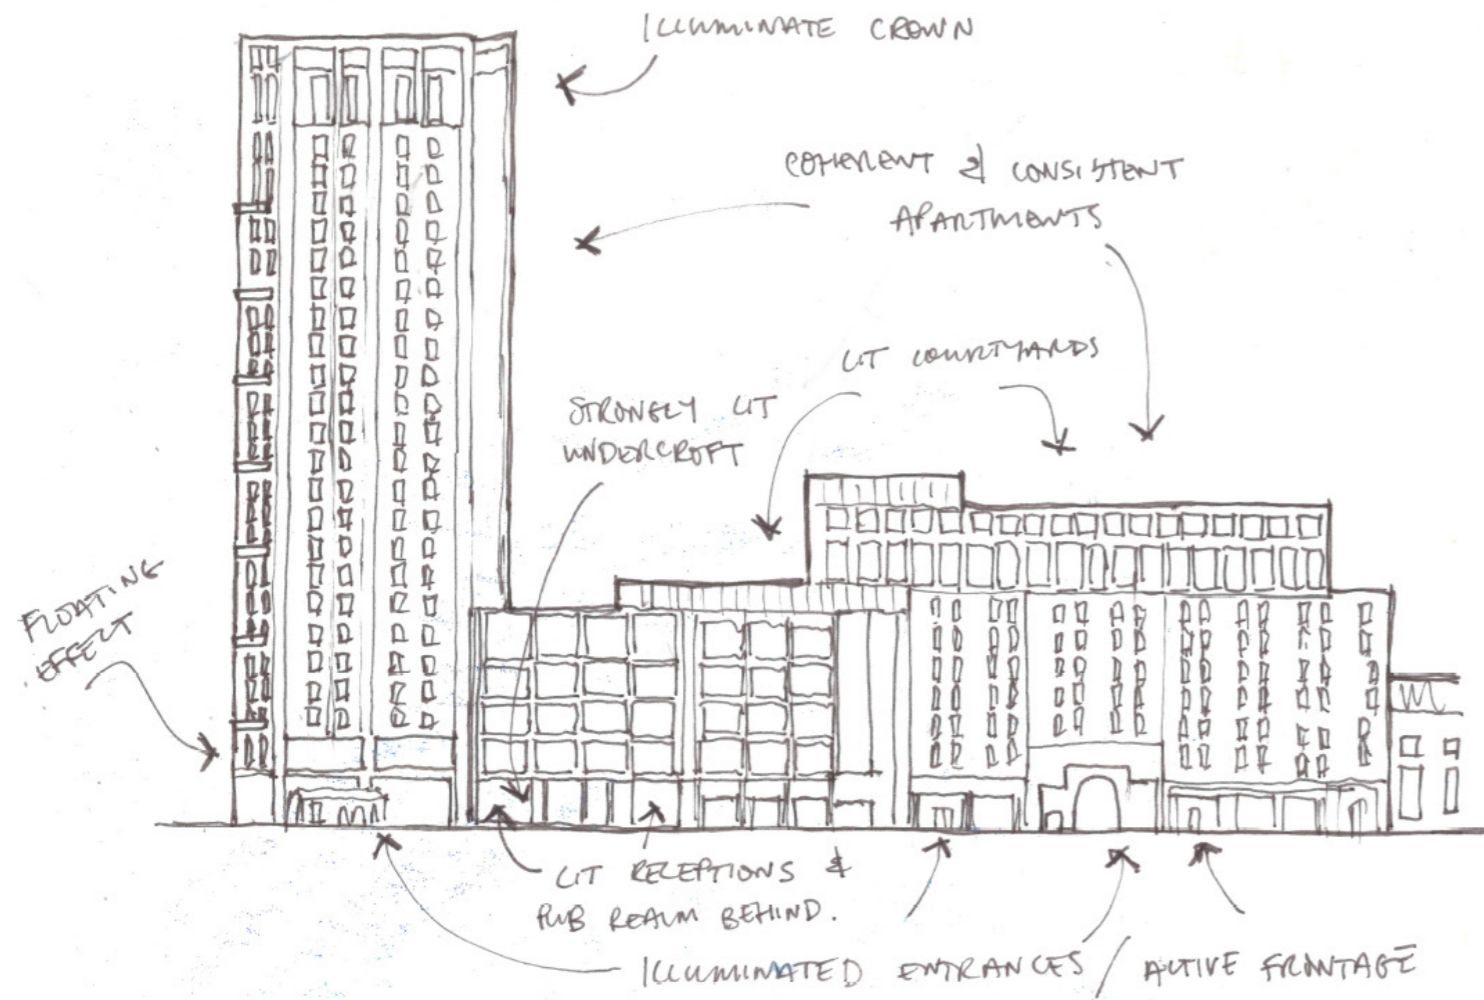 ILLUMINATE CROWN
COHERENT & CONSISTENT
APARTMENTS
LIT COURTYARDS
STRONGLY LIT
UNDERCROFT
FLOATING
EFFECT
LIT RECEPTIONS &
PUB REALM BEHIND.
ILLUMINATED ENTRANCES / ACTIVE FRONTAGE